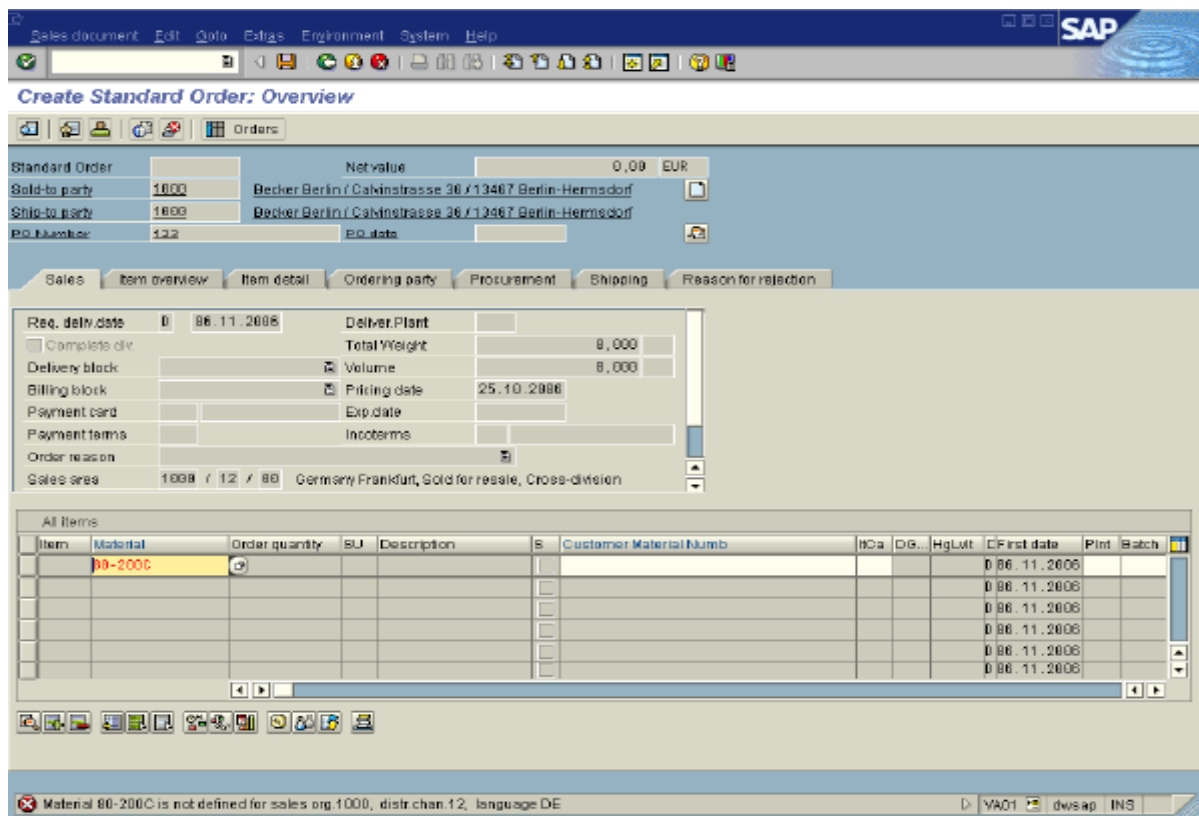 Sales document Edit Goto Extras Environment System Help
SAP
Create Standard Order: Overview
Orders
Standard Order Net value 0,00 EUR
Sold-to party Becker Berlin / Calvinstrasse 36 / 13467 Berlin-Hermsdorf
Ship-to party Becker Berlin / Calvinstrasse 36 / 13467 Berlin-Hermsdorf
PO Number 123 PO date
Sales Item overview Item detail Ordering party Procurement Shipping Reason for rejection
Req. deliv.date D 06.11.2006 Deliver.Plant
Complete dlv. Total Weight 0,000
Delivery block Volume 0,000
Billing block Pricing date 25.10.2006
Payment card Exp.date
Payment terms Incoterms
Order reason
Sales area 1000 / 12 / 00 Germany Frankfurt, Sold for resale, Cross-division
All items
Item Material Order quantity SU Description S Customer Material Numb ItCa DG... HgLvIt D First date Plnt Batch
80-200C D 06.11.2006
D 06.11.2006
D 06.11.2006
D 06.11.2006
D 06.11.2006
D 06.11.2006
Material 80-200C is not defined for sales org.1000, distr.chan.12, language DE VA01 dwsap INS